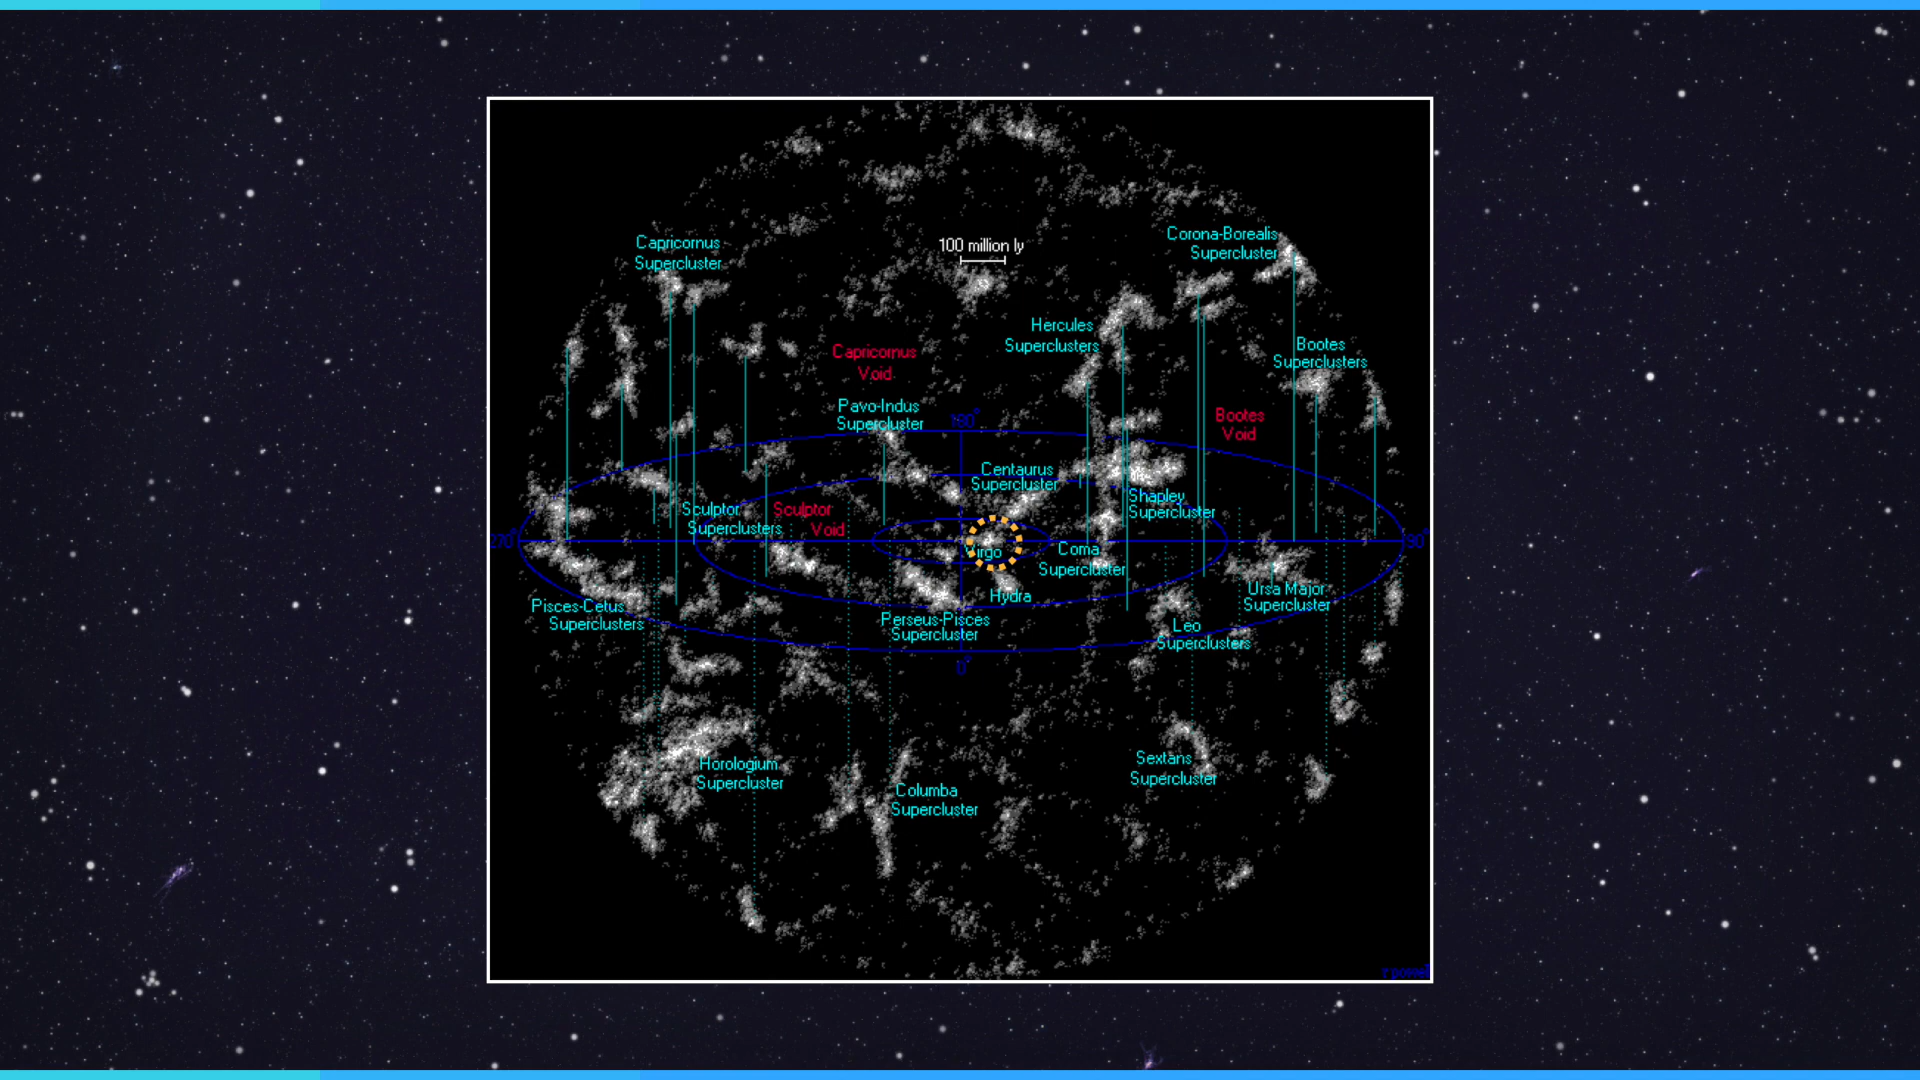 Capricornus
Supercluster
100 million ly
Corona-Borealis
Supercluster
Hercules
Superclusters
Bootes
Superclusters
Capricornus
Void
Pavo-Indus
Supercluster
180°
Bootes
Void
Centaurus
Supercluster
Shapley
Supercluster
Sculptor
Superclusters
Sculptor
Void
270°
Virgo
Coma
Supercluster
90°
Hydra
Ursa Major
Supercluster
Pisces-Cetus
Superclusters
Perseus-Pisces
Supercluster
Leo
Superclusters
0°
Horologium
Supercluster
Columba
Supercluster
Sextans
Supercluster
r powell